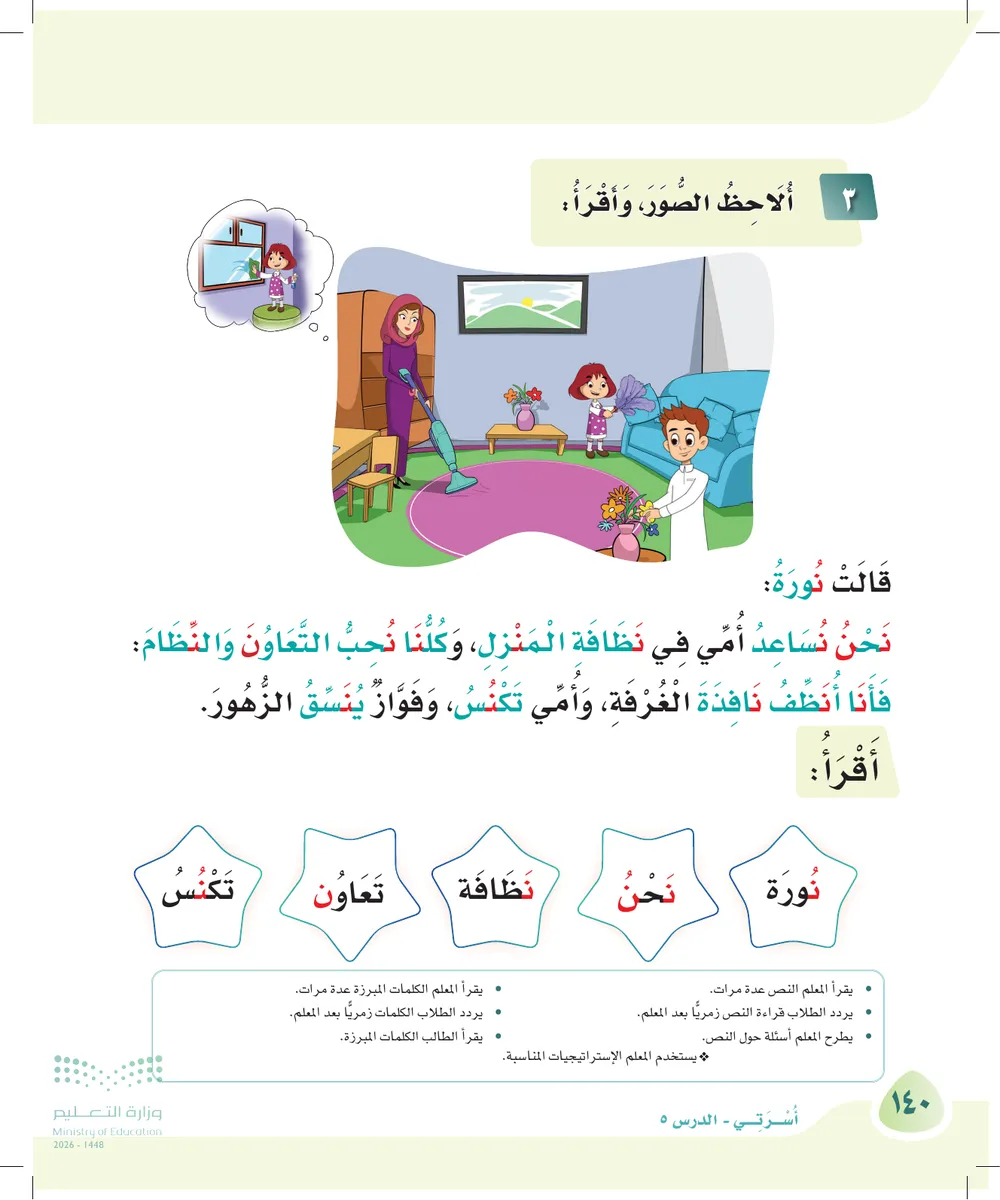 ٣
أُلَاحِظُ الصُّوَرَ، وَأَقْرَأُ:
قَالَتْ نُورَةُ:
نَحْنُ نُسَاعِدُ أُمِّي فِي نَظَافَةِ الْمَنْزِلِ، وَكُلُّنَا نُحِبُّ التَّعَاوُنَ وَالنِّظَامَ:
فَأَنَا أُنَظِّفُ نَافِذَةَ الْغُرْفَةِ، وَأُمِّي تَكْنُسُ، وَفَوَّازٌ يُنَسِّقُ الزُّهُورَ.
أَقْرَأُ:
نُورَة نَحْنُ نَظَافَة تَعَاوُن تَكْنُسُ
• يقرأ المعلم النص عدة مرات.
• يردد الطلاب قراءة النص زمريًّا بعد المعلم.
• يطرح المعلم أسئلة حول النص.
• يقرأ المعلم الكلمات المبرزة عدة مرات.
• يردد الطلاب الكلمات زمريًّا بعد المعلم.
• يقرأ الطالب الكلمات المبرزة.
❖ يستخدم المعلم الإستراتيجيات المناسبة.
١٤٠
أُسْـرَتِـي - الدرس ٥
وزارة التعـــليم
Ministry of Education
2026 - 1448